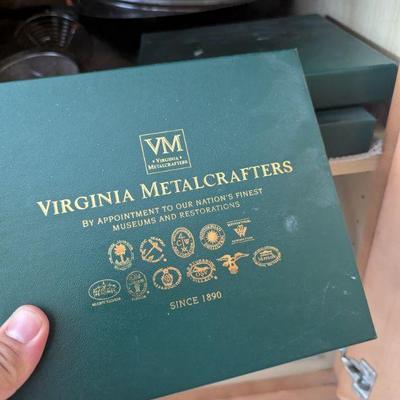 VM
• VIRGINIA •
METALCRAFTERS
VIRGINIA METALCRAFTERS
BY APPOINTMENT TO OUR NATION'S FINEST
MUSEUMS AND RESTORATIONS
SINCE 1890